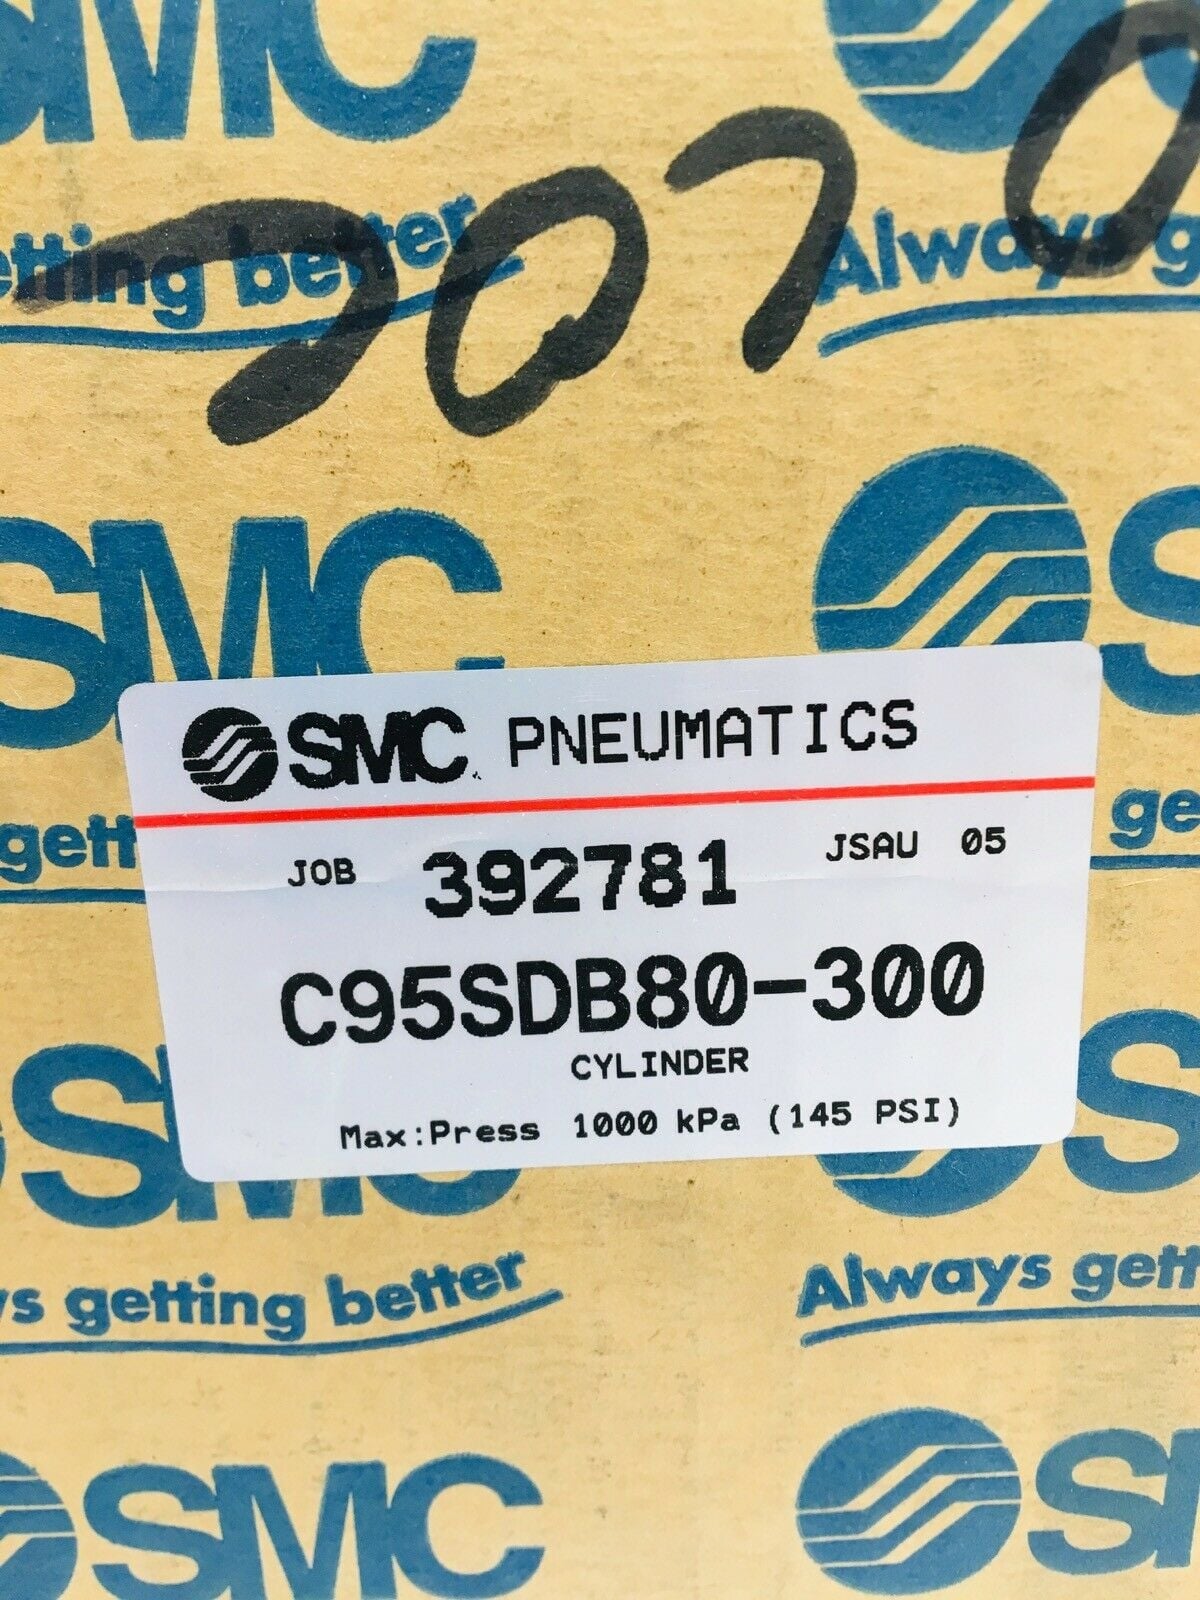 SMC
getting better
Always g
7070
SMC
S
SMC PNEUMATICS
gett
ge
JOB 392781 JSAU 05
C95SDB80-300
CYLINDER
Max:Press 1000 kPa (145 PSI)
SMC
S
s getting better
Always gett
SMC
S